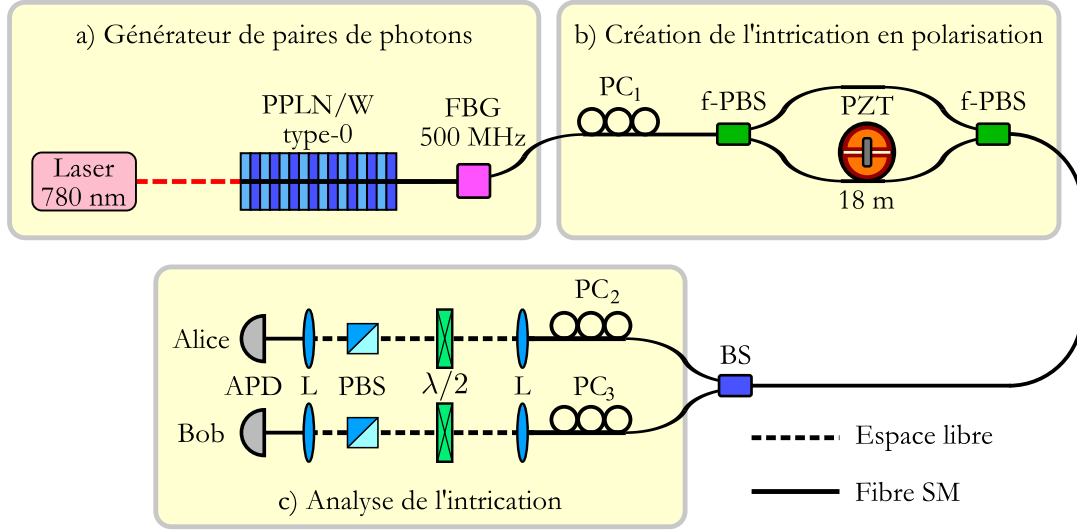 a) Générateur de paires de photons
PPLN/W
type-0
FBG
500 MHz
Laser
780 nm
b) Création de l'intrication en polarisation
PC1
f-PBS
PZT
f-PBS
18 m
PC2
Alice
BS
APD L PBS λ/2 L PC3
Bob
Espace libre
Fibre SM
c) Analyse de l'intrication